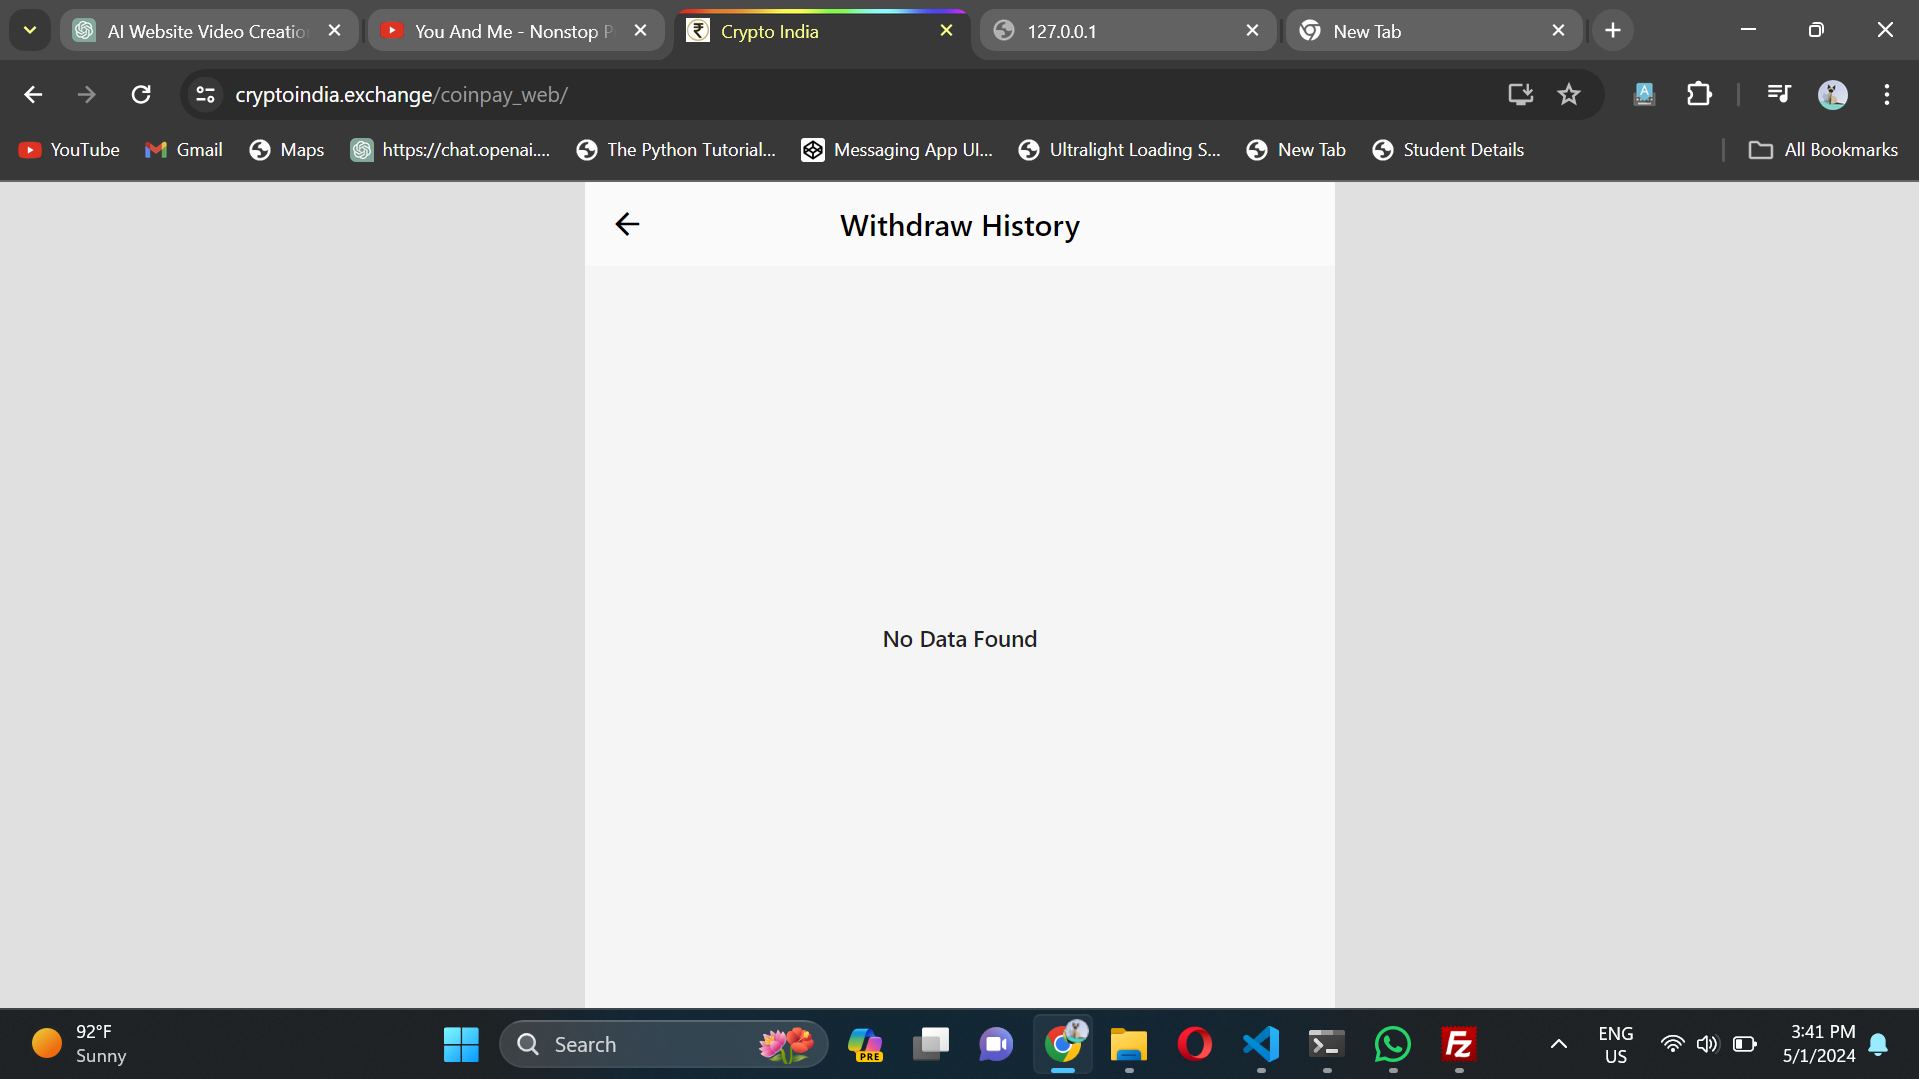 AI Website Video Creatio
You And Me - Nonstop P
Crypto India
127.0.0.1
New Tab
cryptoindia.exchange/coinpay_web/
YouTube
Gmail
Maps
https://chat.openai....
The Python Tutorial...
Messaging App UI...
Ultralight Loading S...
New Tab
Student Details
All Bookmarks
Withdraw History
No Data Found
92°F
Sunny
Search
PRE
ENG
US
3:41 PM
5/1/2024